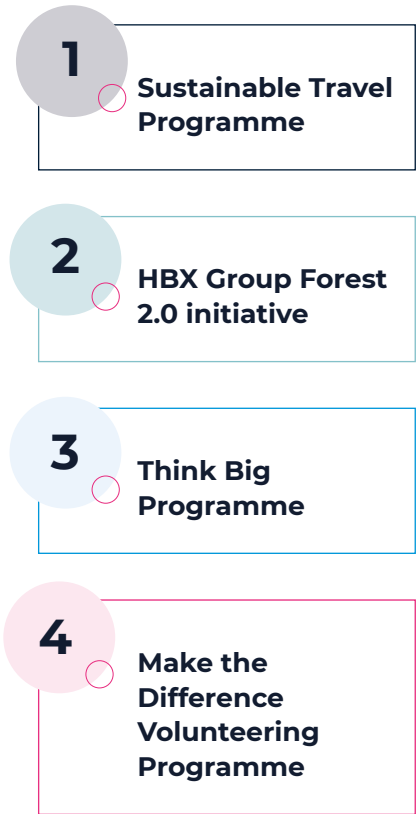 1
Sustainable Travel
Programme
2
HBX Group Forest
2.0 initiative
3
Think Big
Programme
4
Make the
Difference
Volunteering
Programme